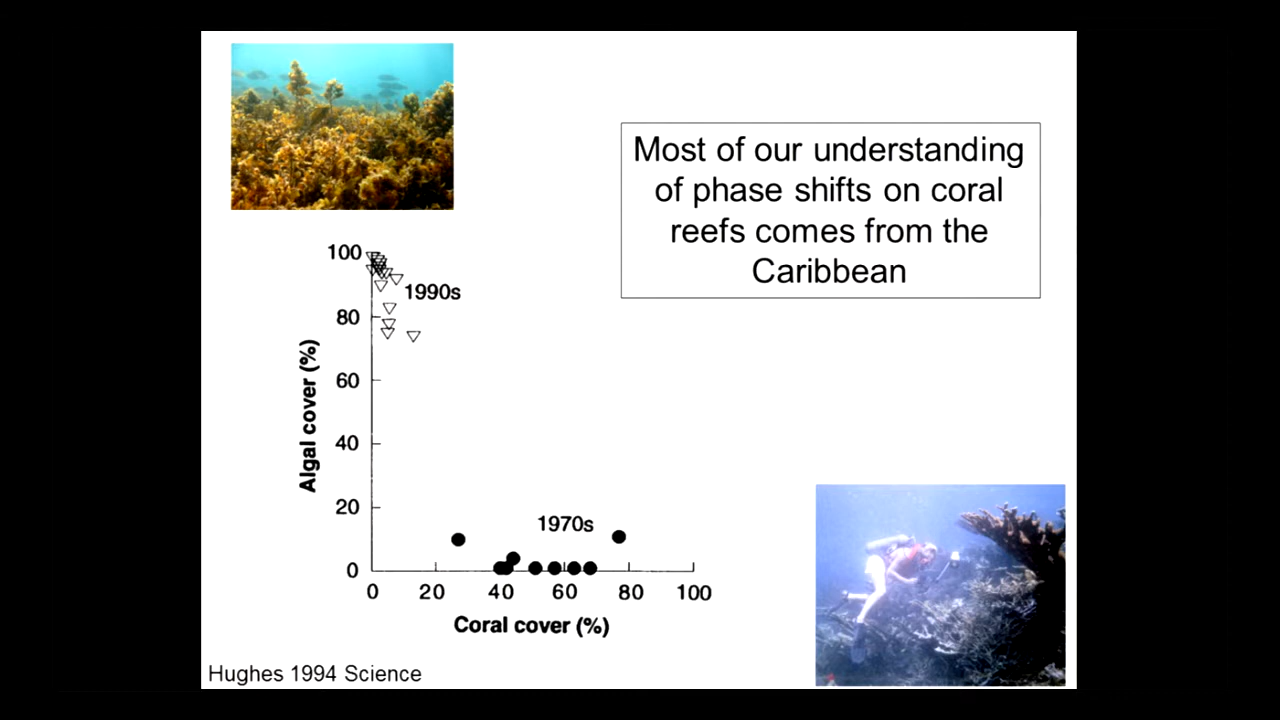 Most of our understanding
of phase shifts on coral
reefs comes from the
Caribbean
100
80
60
40
20
0
Algal cover (%)
1990s
1970s
0 20 40 60 80 100
Coral cover (%)
Hughes 1994 Science